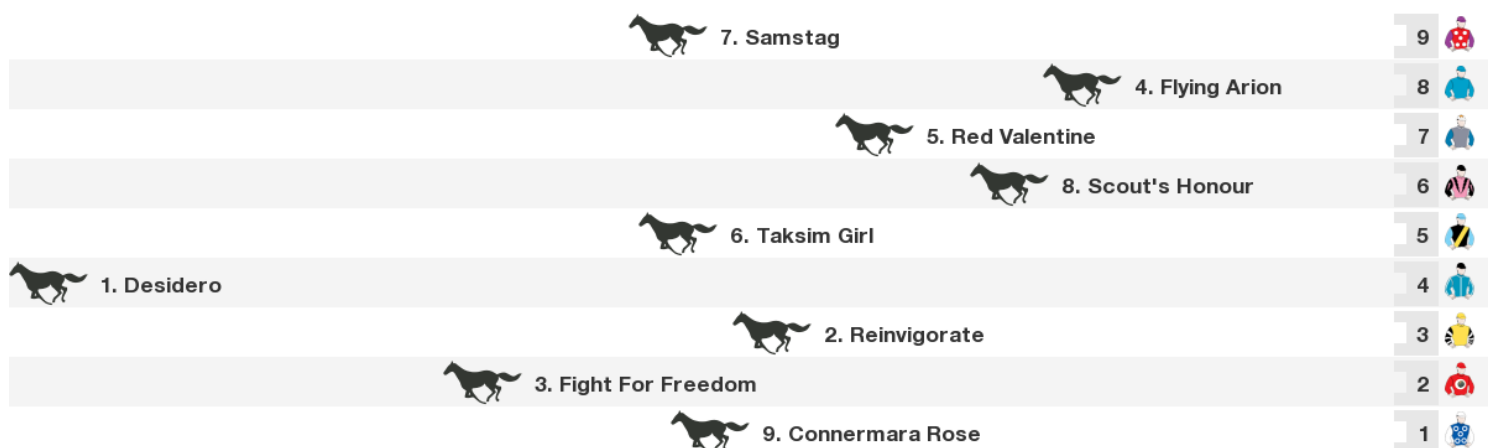 7. Samstag 9
4. Flying Arion 8
5. Red Valentine 7
8. Scout's Honour 6
6. Taksim Girl 5
1. Desidero 4
2. Reinvigorate 3
3. Fight For Freedom 2
9. Connermara Rose 1